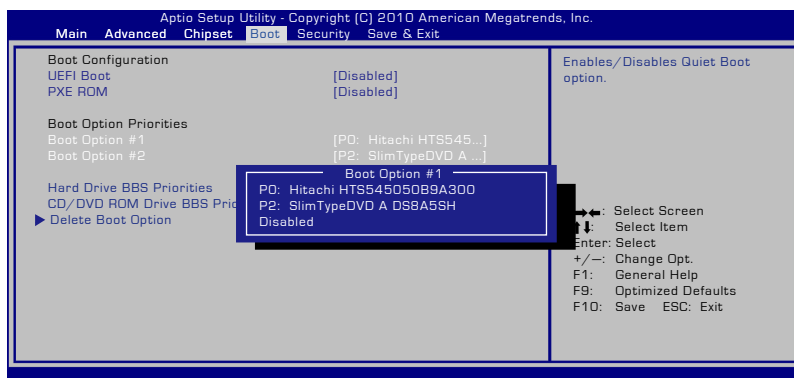 Aptio Setup Utility - Copyright (C) 2010 American Megatrends, Inc.
Main Advanced Chipset Boot Security Save & Exit
Boot Configuration
UEFI Boot [Disabled]
PXE ROM [Disabled]
Boot Option Priorities
Boot Option #1 [P0: Hitachi HTS545...]
Boot Option #2 [P2: SlimTypeDVD A ...]
Hard Drive BBS Priorities
CD/DVD ROM Drive BBS Prio
Delete Boot Option
Boot Option #1
P0: Hitachi HTS545050B9A300
P2: SlimTypeDVD A DS8A5SH
Disabled
Enables/Disables Quiet Boot
option.
→←: Select Screen
↑↓: Select Item
Enter: Select
+/—: Change Opt.
F1: General Help
F9: Optimized Defaults
F10: Save ESC: Exit